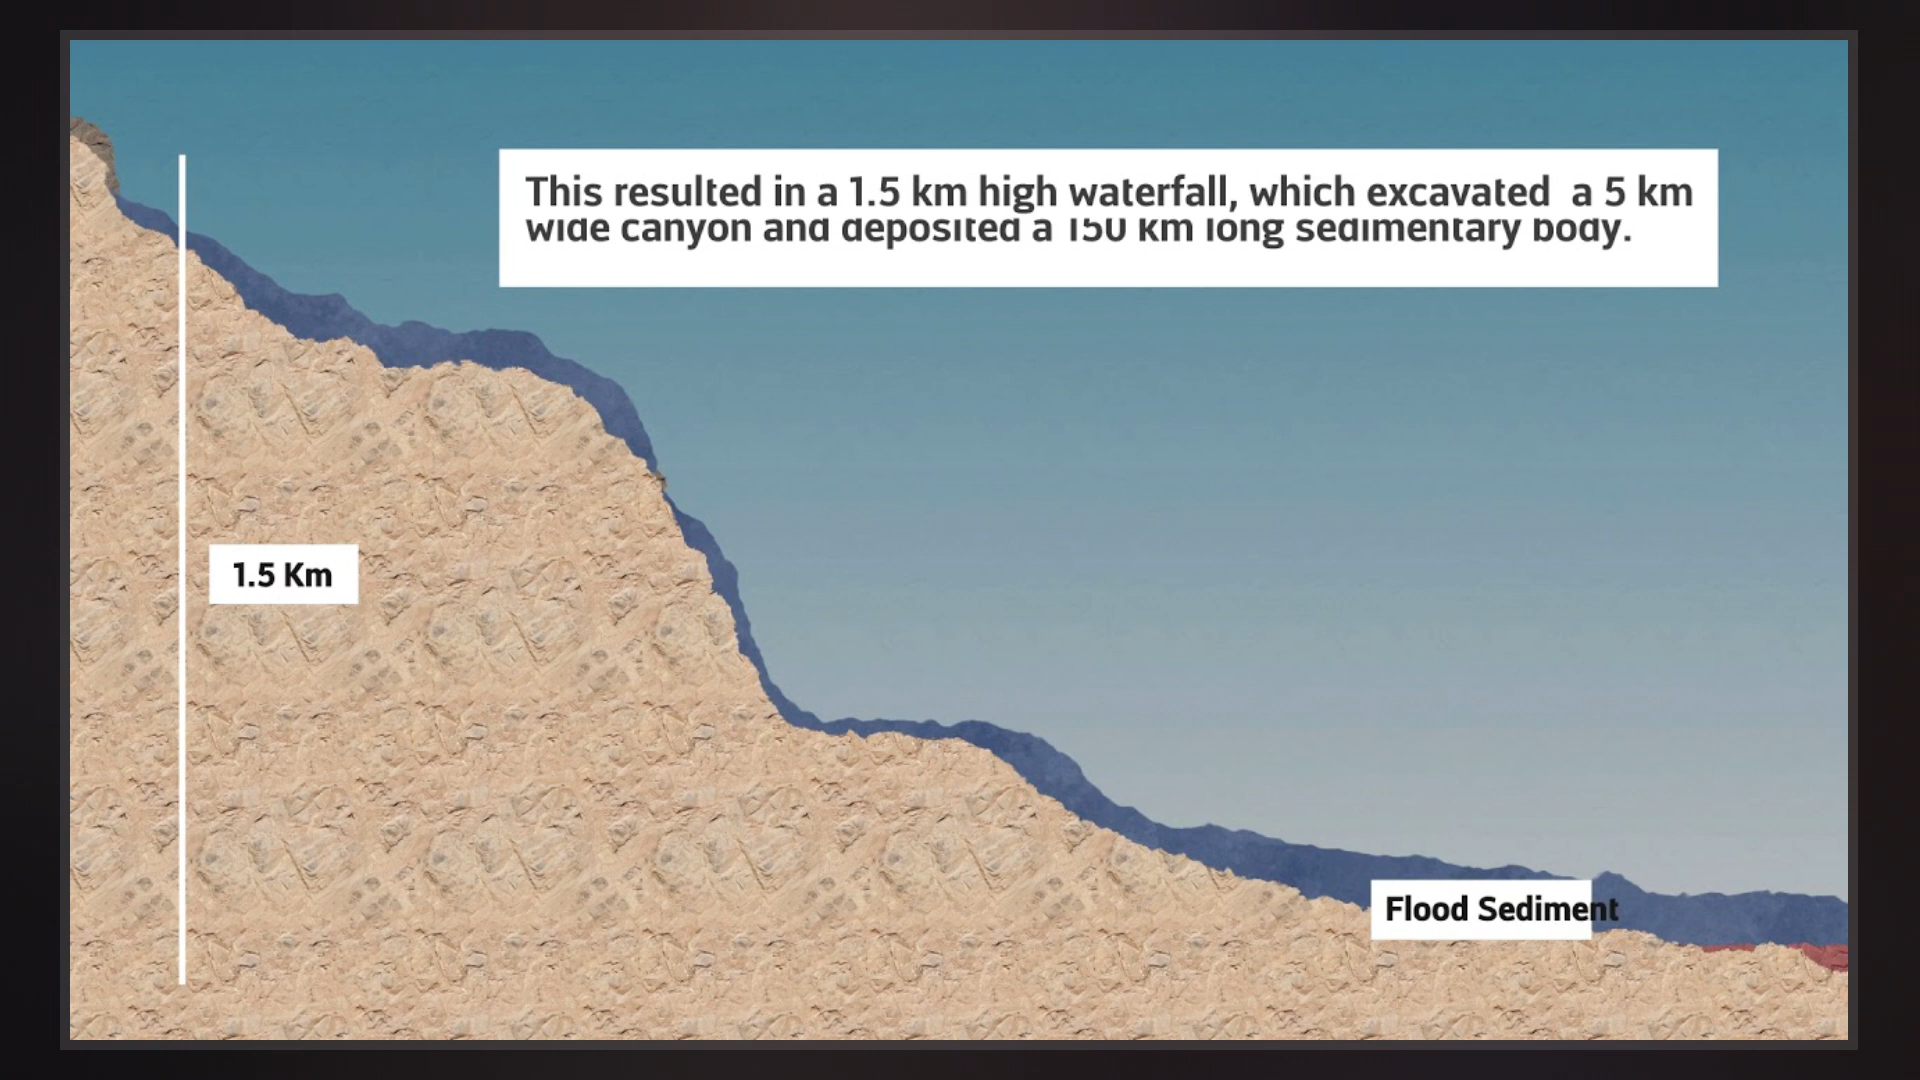 This resulted in a 1.5 km high waterfall, which excavated  a 5 km
wide canyon and deposited a 150 km long sedimentary body.
1.5 Km
Flood Sediment